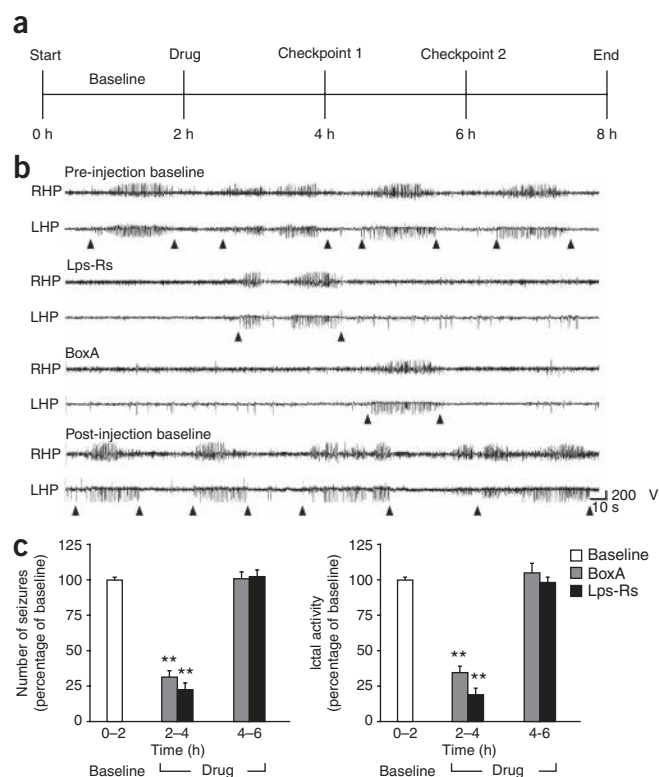 a
Start Drug Checkpoint 1 Checkpoint 2 End
Baseline
0 h 2 h 4 h 6 h 8 h
b
Pre-injection baseline
RHP
LHP
Lps-Rs
RHP
LHP
BoxA
RHP
LHP
Post-injection baseline
RHP
LHP
200 V
10 s
c
Number of seizures
(percentage of baseline)
125
100
75
50
25
0
** **
0–2 2–4 4–6
Time (h)
Baseline Drug
Ictal activity
(percentage of baseline)
125
100
75
50
25
0
** **
0–2 2–4 4-6
Time (h)
Baseline Drug
Baseline
BoxA
Lps-Rs